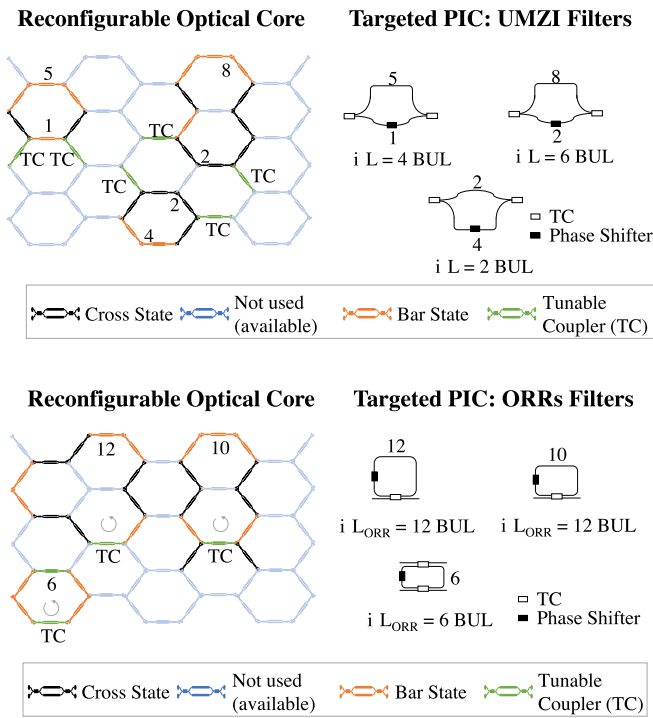 Reconfigurable Optical Core
Targeted PIC: UMZI Filters
5
8
1
TC TC
TC
2
TC
TC
2
4
TC
5
1
i L = 4 BUL
8
2
i L = 6 BUL
2
4
i L = 2 BUL
TC
Phase Shifter
Cross State
Not used
(available)
Bar State
Tunable
Coupler (TC)
Reconfigurable Optical Core
Targeted PIC: ORRs Filters
12
10
TC
TC
6
TC
12
i L_ORR = 12 BUL
10
i L_ORR = 12 BUL
6
i L_ORR = 6 BUL
TC
Phase Shifter
Cross State
Not used
(available)
Bar State
Tunable
Coupler (TC)